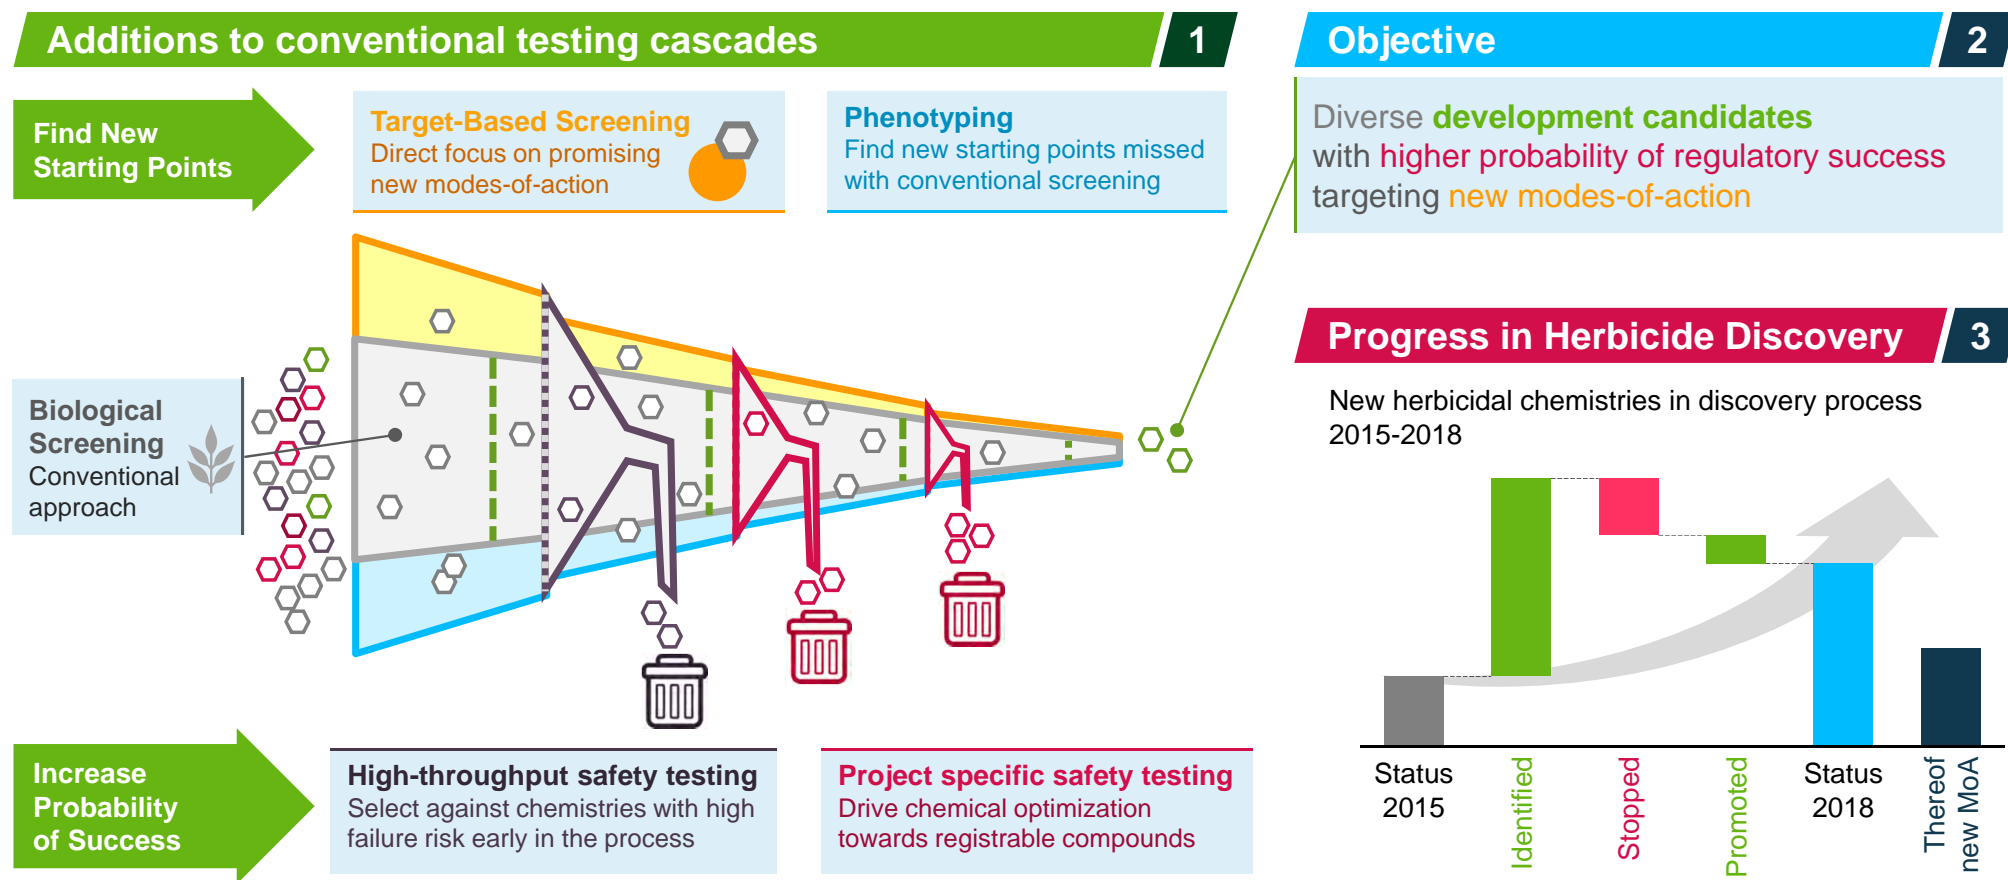 Additions to conventional testing cascades
1
Find New
Starting Points
Target-Based Screening
Direct focus on promising
new modes-of-action
Phenotyping
Find new starting points missed
with conventional screening
Biological
Screening
Conventional
approach
Increase
Probability
of Success
High-throughput safety testing
Select against chemistries with high
failure risk early in the process
Project specific safety testing
Drive chemical optimization
towards registrable compounds
Objective
2
Diverse development candidates
with higher probability of regulatory success
targeting new modes-of-action
Progress in Herbicide Discovery
3
New herbicidal chemistries in discovery process
2015-2018
Status
2015
Identified
Stopped
Promoted
Status
2018
Thereof
new MoA